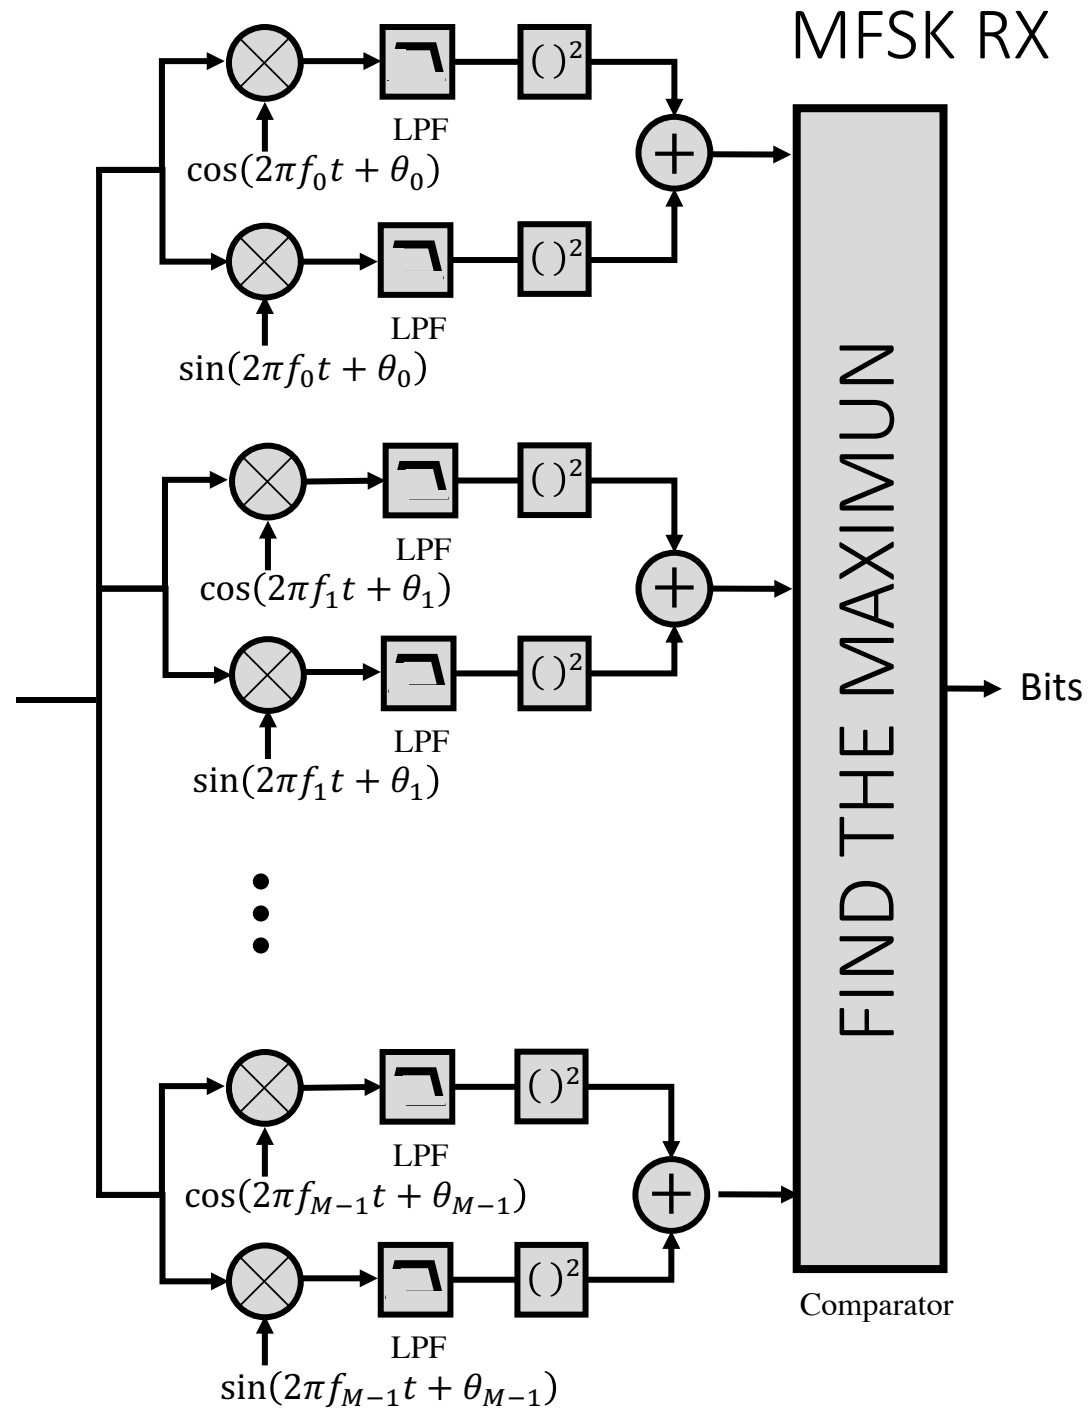 MFSK RX
( )²
( )²
LPF
cos(2πf₀t + θ₀)
LPF
sin(2πf₀t + θ₀)
( )²
LPF
cos(2πf₁t + θ₁)
( )²
LPF
sin(2πf₁t + θ₁)
FIND THE MAXIMUN
Bits
( )²
LPF
cos(2πf_{M−1}t + θ_{M−1})
( )²
LPF
sin(2πf_{M−1}t + θ_{M−1})
Comparator